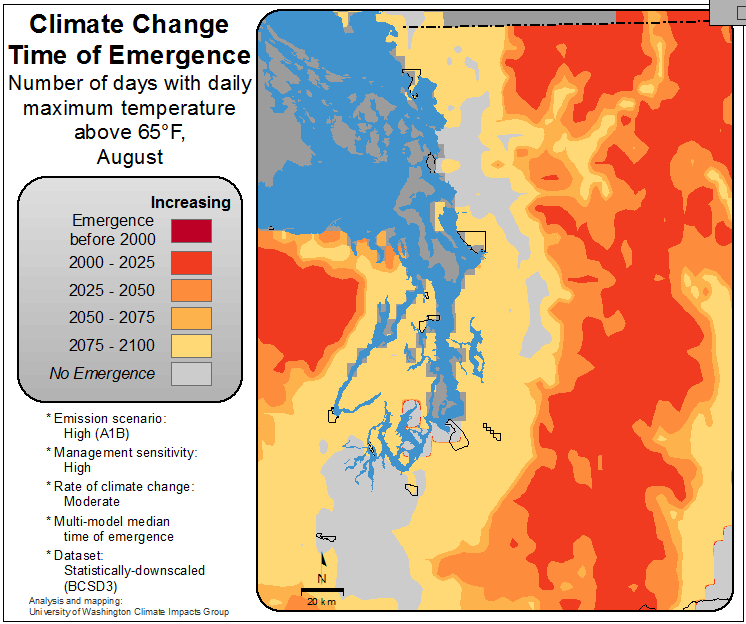 Climate Change
Time of Emergence
Number of days with daily
maximum temperature
above 65°F,
August
Increasing
Emergence
before 2000
2000 - 2025
2025 - 2050
2050 - 2075
2075 - 2100
No Emergence
* Emission scenario:
High (A1B)
* Management sensitivity:
High
* Rate of climate change:
Moderate
* Multi-model median
time of emergence
* Dataset:
Statistically-downscaled
(BCSD3)
Analysis and mapping:
University of Washington Climate Impacts Group
N
20 km